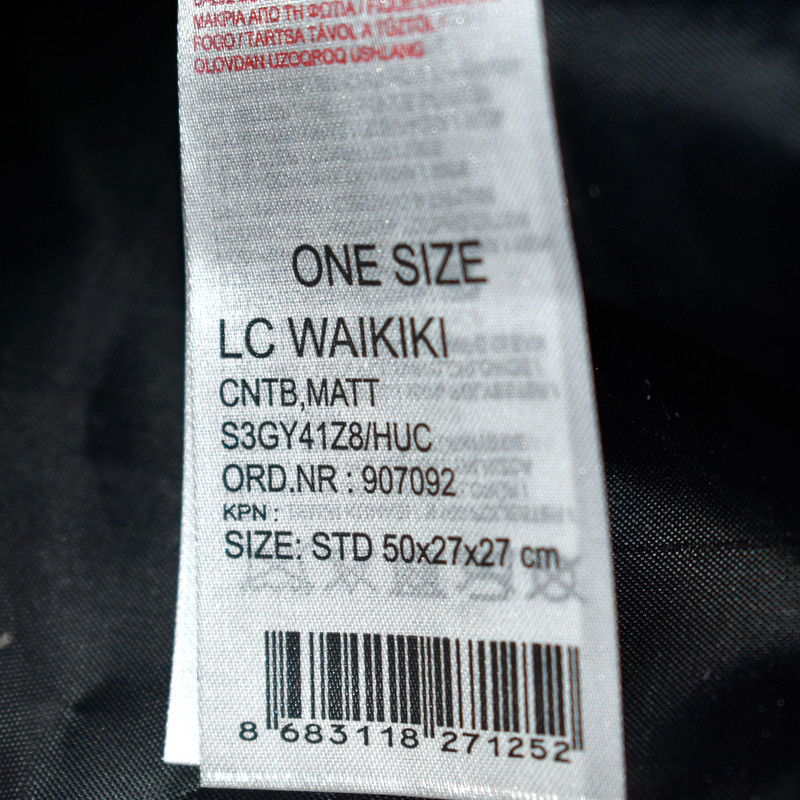 ΜΑΚΡΙΑ ΑΠΟ ΤΗ ΦΩΤΙΑ /
FOGO / TARTSA TÁVOL A TŰZTŐL
OLOVDAN UZOQROQ USHLANG
ONE SIZE
LC WAIKIKI
CNTB,MATT
S3GY41Z8/HUC
ORD.NR : 907092
KPN :
SIZE: STD 50x27x27 cm
8 683118 271252